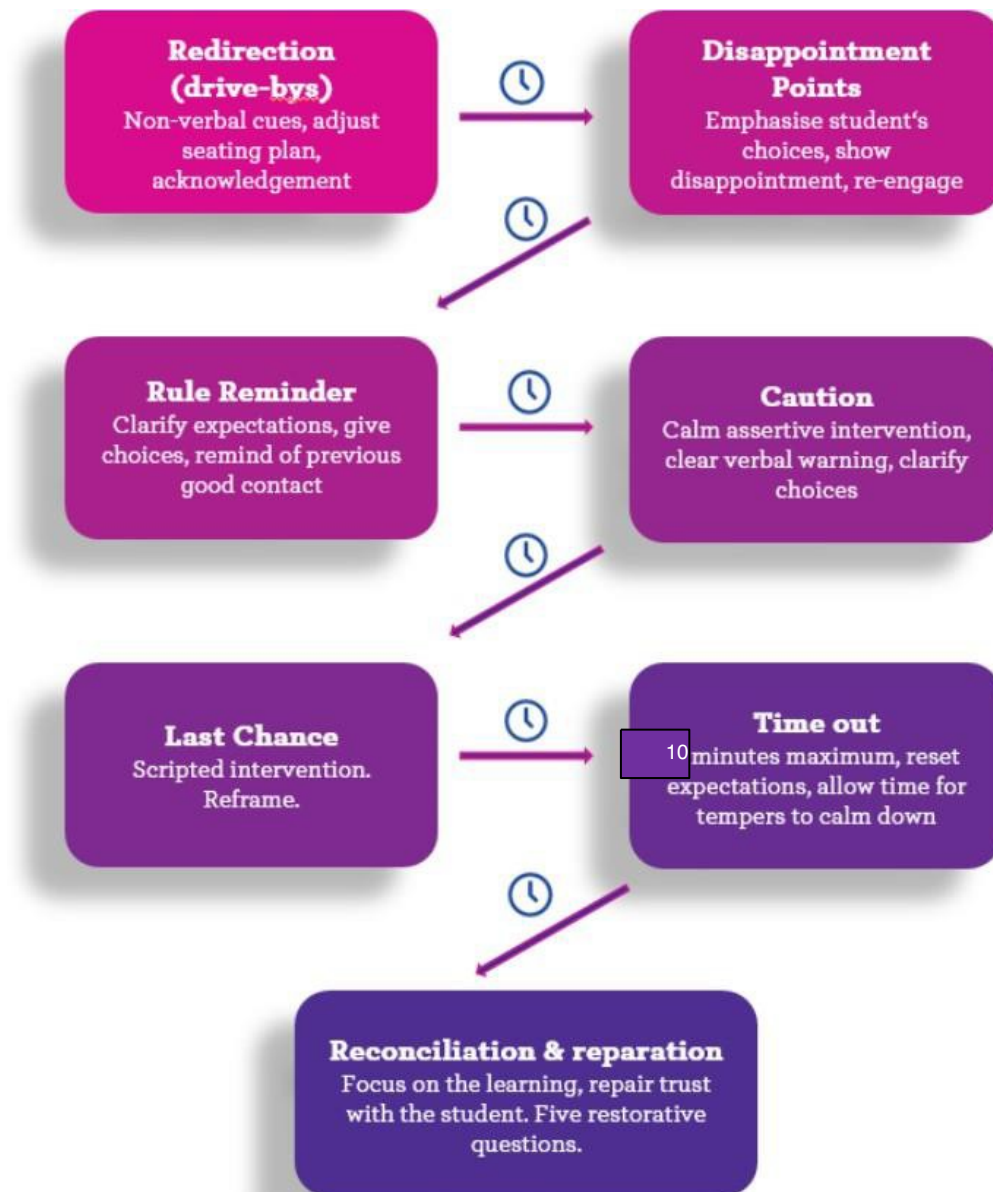 Redirection
(drive-bys)
Non-verbal cues, adjust
seating plan,
acknowledgement
Disappointment
Points
Emphasise student‘s
choices, show
disappointment, re-engage
Rule Reminder
Clarify expectations, give
choices, remind of previous
good contact
Caution
Calm assertive intervention,
clear verbal warning, clarify
choices
Last Chance
Scripted intervention.
Reframe.
Time out
10 minutes maximum, reset
expectations, allow time for
tempers to calm down
Reconciliation & reparation
Focus on the learning, repair trust
with the student. Five restorative
questions.